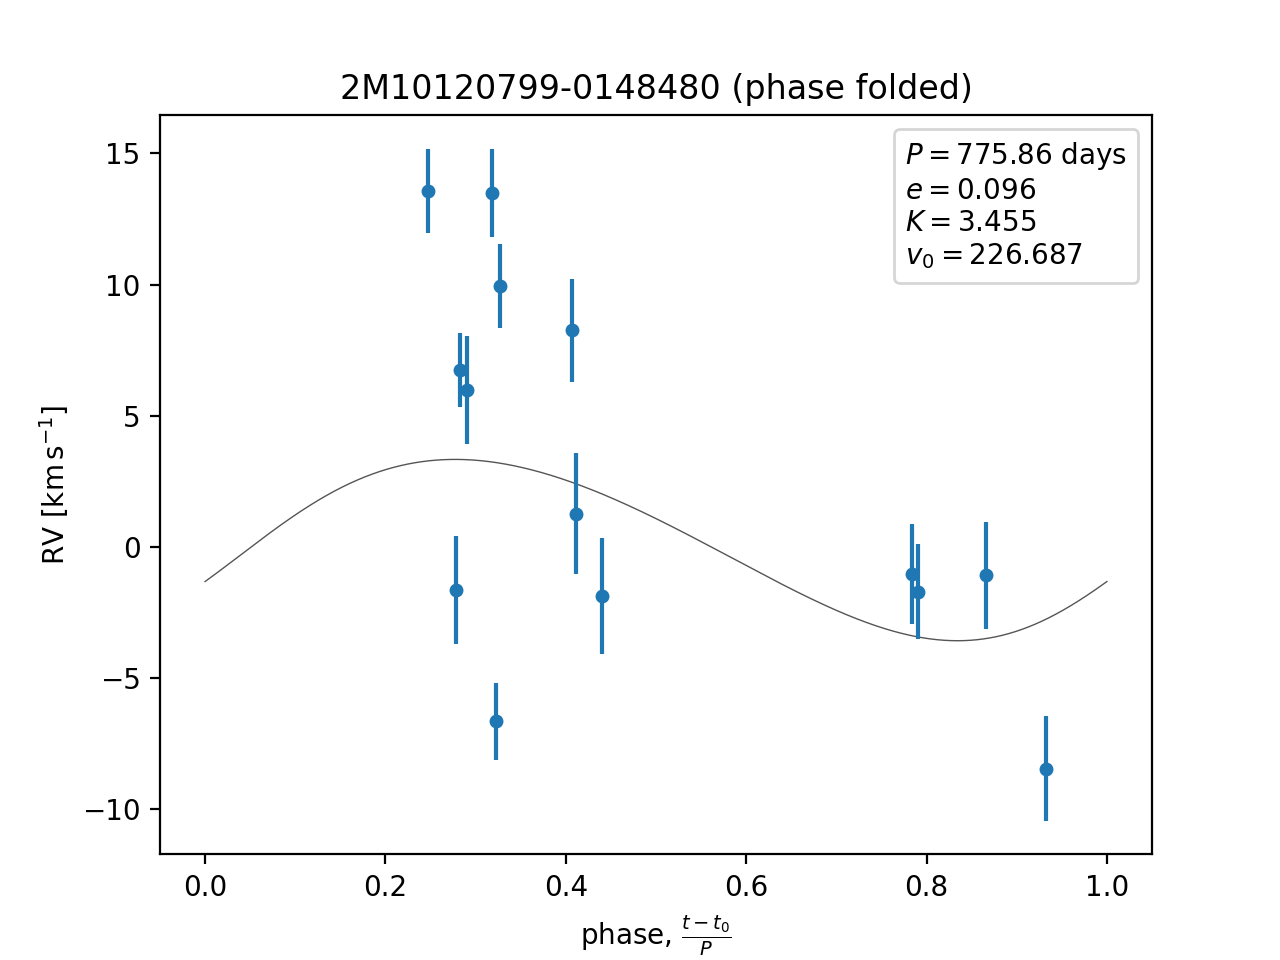 2M10120799-0148480 (phase folded)
P = 775.86 days
e = 0.096
K = 3.455
v₀ = 226.687
15
10
5
0
−5
−10
RV [km s⁻¹]
0.0 0.2 0.4 0.6 0.8 1.0
phase, (t − t₀)/P